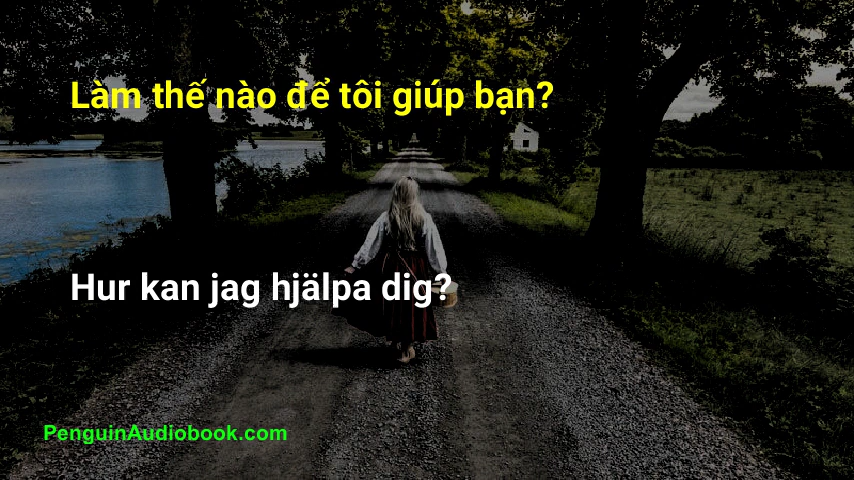 Làm thế nào để tôi giúp bạn?
Hur kan jag hjälpa dig?
PenguinAudiobook.com